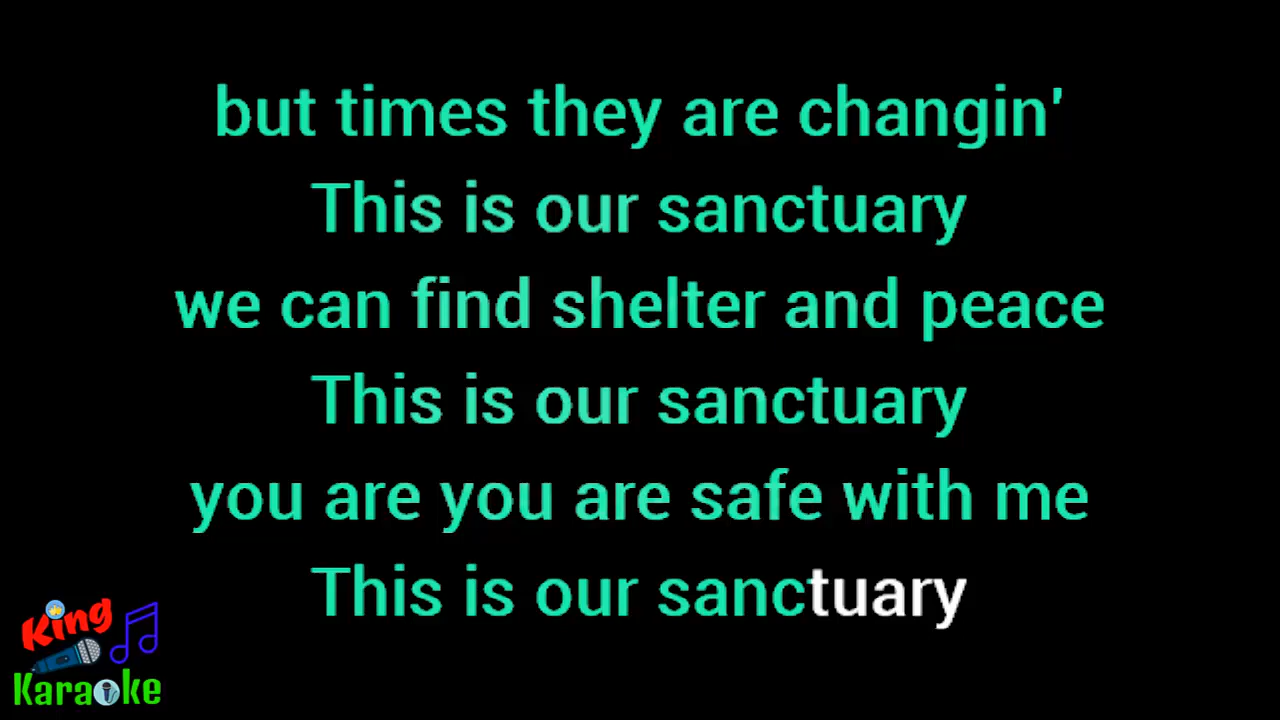 but times they are changin'
This is our sanctuary
we can find shelter and peace
This is our sanctuary
you are you are safe with me
This is our sanctuary
King
Karaoke